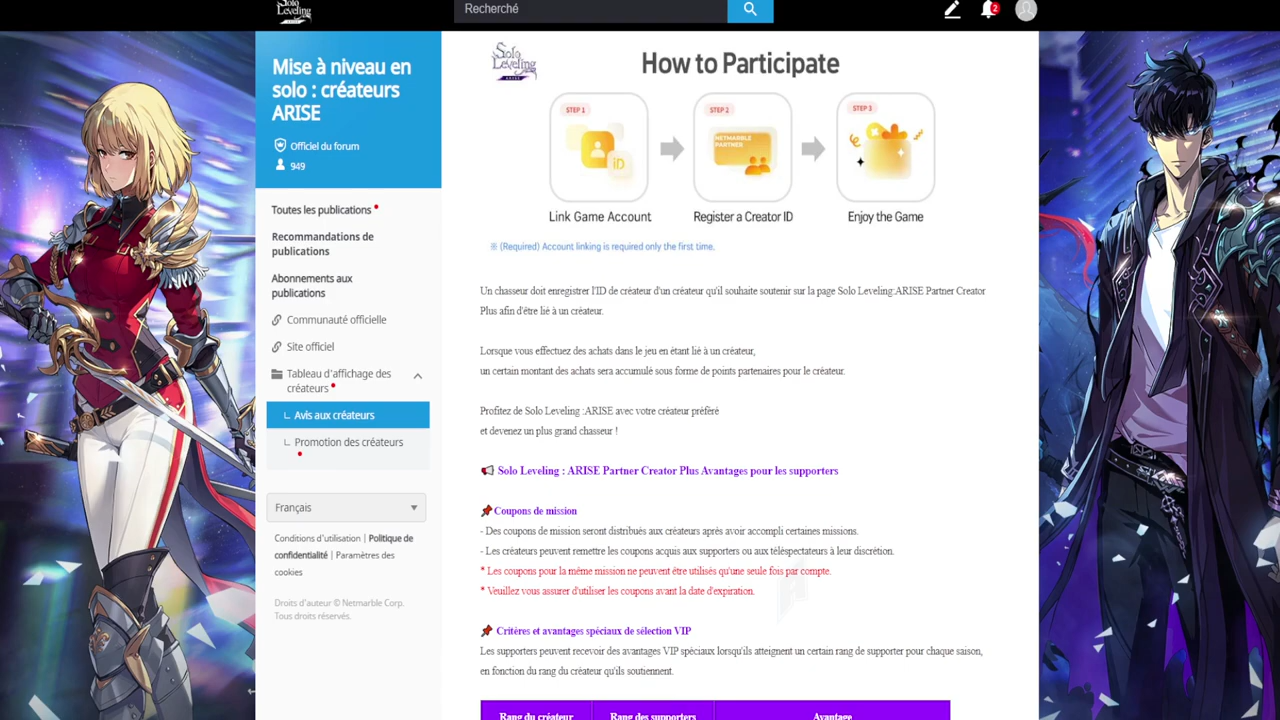 Solo
Leveling
ARISE
Recherché
2
Mise à niveau en
solo : créateurs
ARISE
Officiel du forum
949
Toutes les publications
Recommandations de
publications
Abonnements aux
publications
Communauté officielle
Site officiel
Tableau d'affichage des
créateurs
Avis aux créateurs
Promotion des créateurs
Français
Conditions d'utilisation | Politique de
confidentialité | Paramètres des
cookies
Droits d'auteur © Netmarble Corp.
Tous droits réservés.
Solo
Leveling
ARISE
How to Participate
STEP 1
iD
Link Game Account
STEP 2
NETMARBLE
PARTNER
Register a Creator ID
STEP 3
Enjoy the Game
※ (Required) Account linking is required only the first time.
Un chasseur doit enregistrer l'ID de créateur d'un créateur qu'il souhaite soutenir sur la page Solo Leveling:ARISE Partner Creator
Plus afin d'être lié à un créateur.
Lorsque vous effectuez des achats dans le jeu en étant lié à un créateur,
un certain montant des achats sera accumulé sous forme de points partenaires pour le créateur.
Profitez de Solo Leveling :ARISE avec votre créateur préféré
et devenez un plus grand chasseur !
Solo Leveling : ARISE Partner Creator Plus Avantages pour les supporters
Coupons de mission
- Des coupons de mission seront distribués aux créateurs après avoir accompli certaines missions.
- Les créateurs peuvent remettre les coupons acquis aux supporters ou aux téléspectateurs à leur discrétion.
* Les coupons pour la même mission ne peuvent être utilisés qu'une seule fois par compte.
* Veuillez vous assurer d'utiliser les coupons avant la date d'expiration.
Critères et avantages spéciaux de sélection VIP
Les supporters peuvent recevoir des avantages VIP spéciaux lorsqu'ils atteignent un certain rang de supporter pour chaque saison,
en fonction du rang du créateur qu'ils soutiennent.
Rang du créateur
Rang des supporters
Avantage